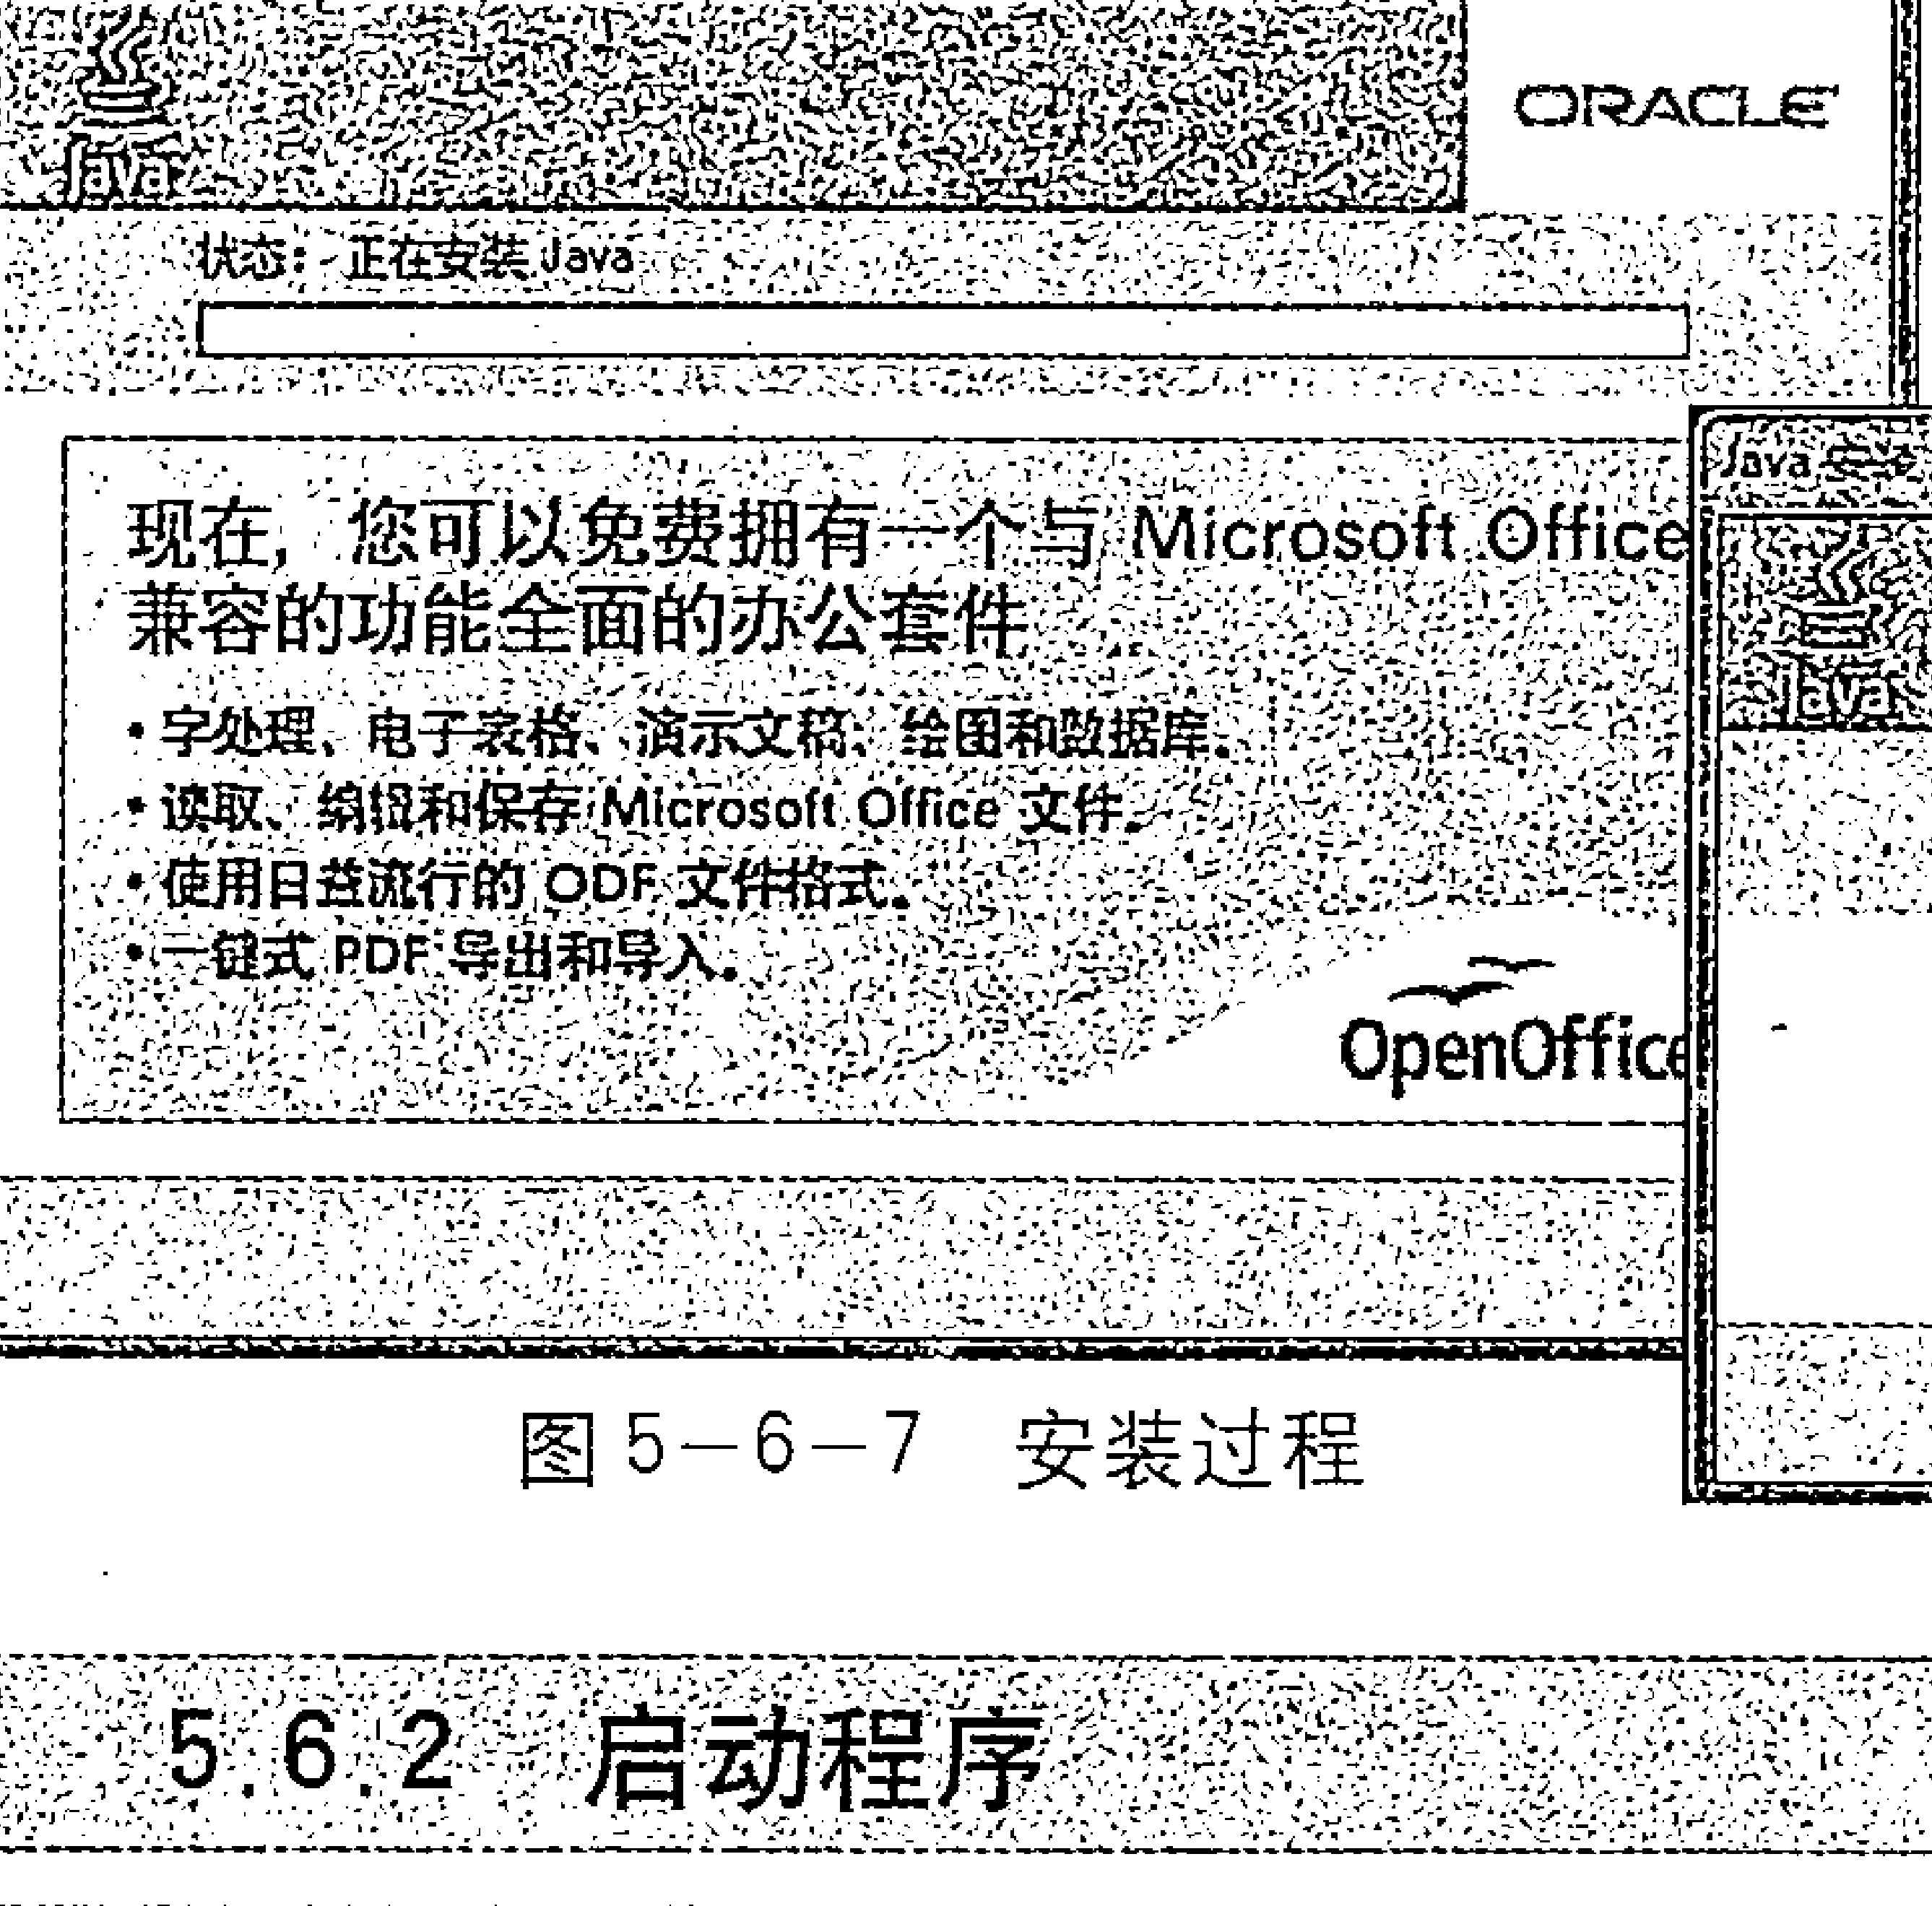 Java
ORACLE
状态: 正在安装 Java
Java
现在, 您可以免费拥有一个与 Microsoft Office
兼容的功能全面的办公套件
Java
• 字处理、电子表格、演示文稿、绘图和数据库。
• 读取、编辑和保存 Microsoft Office 文件。
• 使用日益流行的 ODF 文件格式。
• 一键式 PDF 导出和导入。
OpenOffice
图 5-6-7 安装过程
5.6.2 启动程序